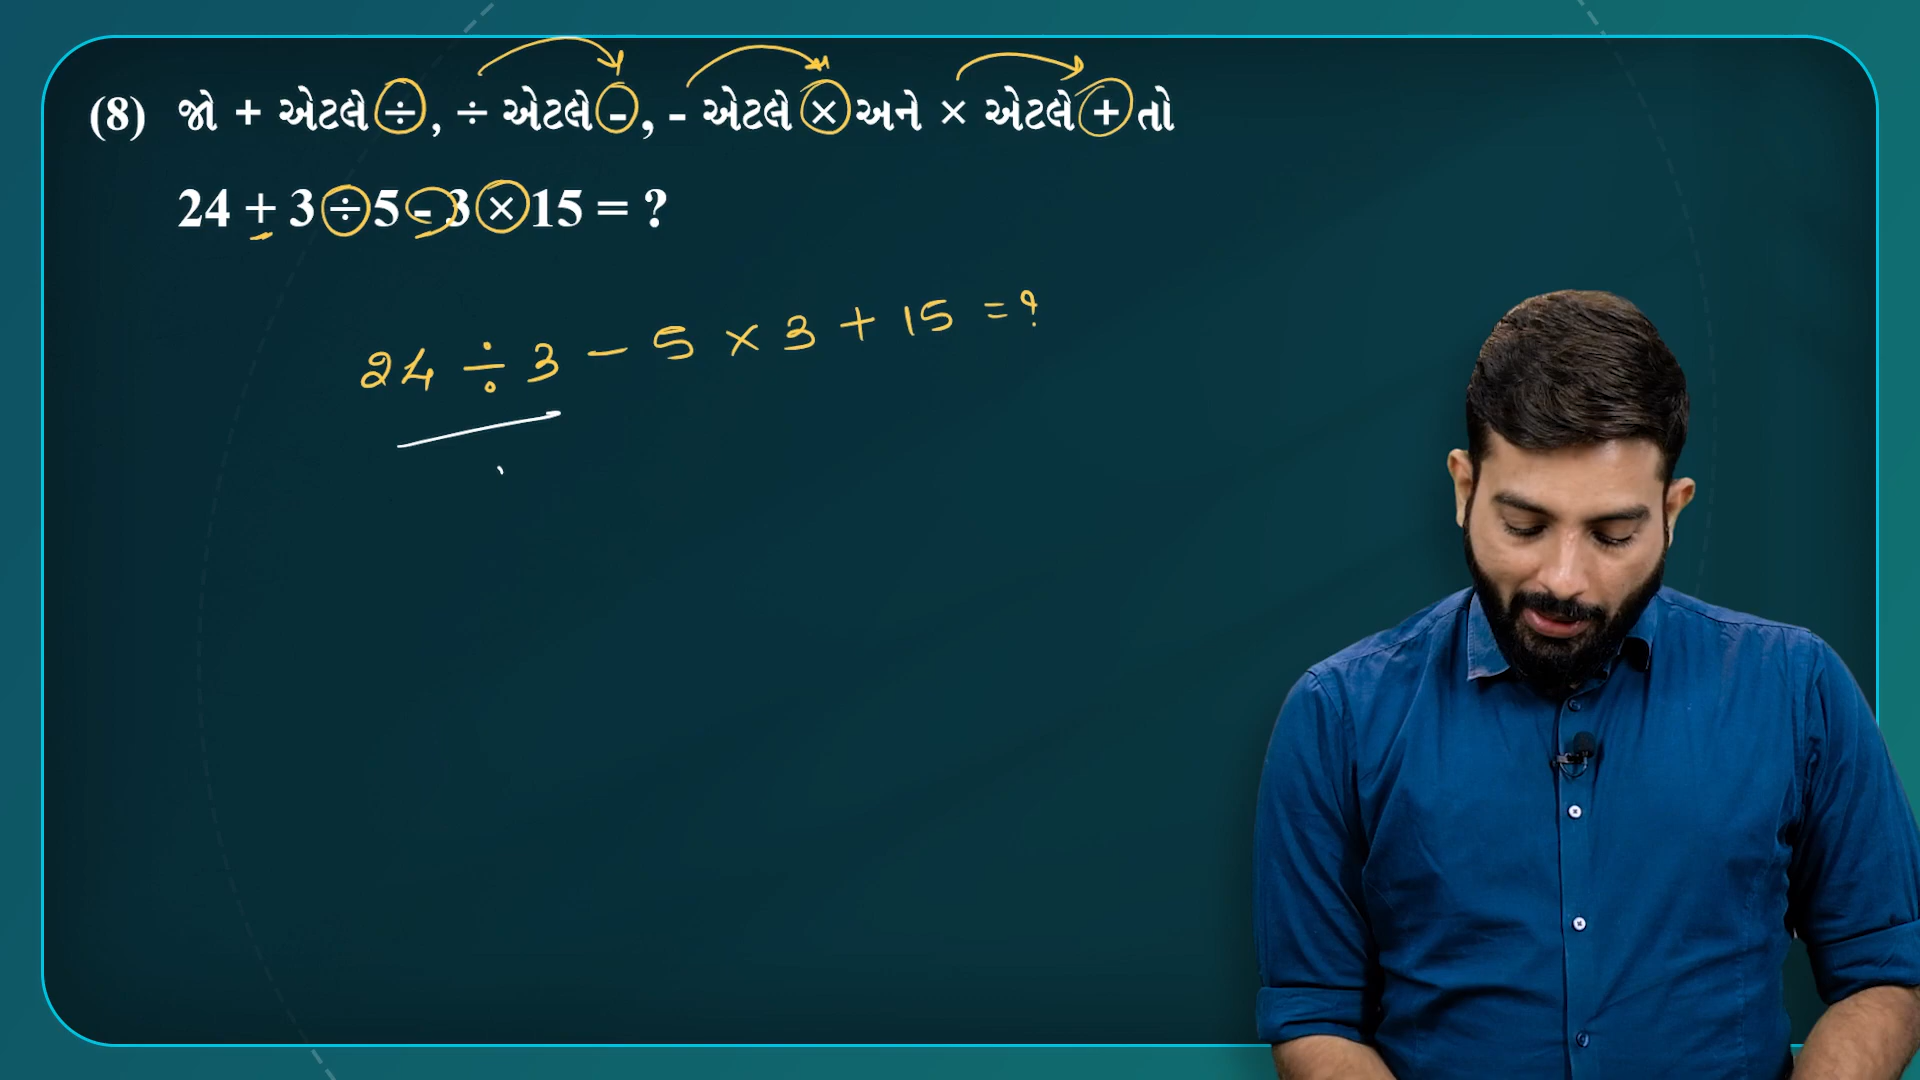 (8) જો + એટલે ÷, ÷ એટલે -, - એટલે × અને × એટલે + તો
24 + 3 ÷ 5 - 3 × 15 = ?
24 ÷ 3 - 5 × 3 + 15 = ?